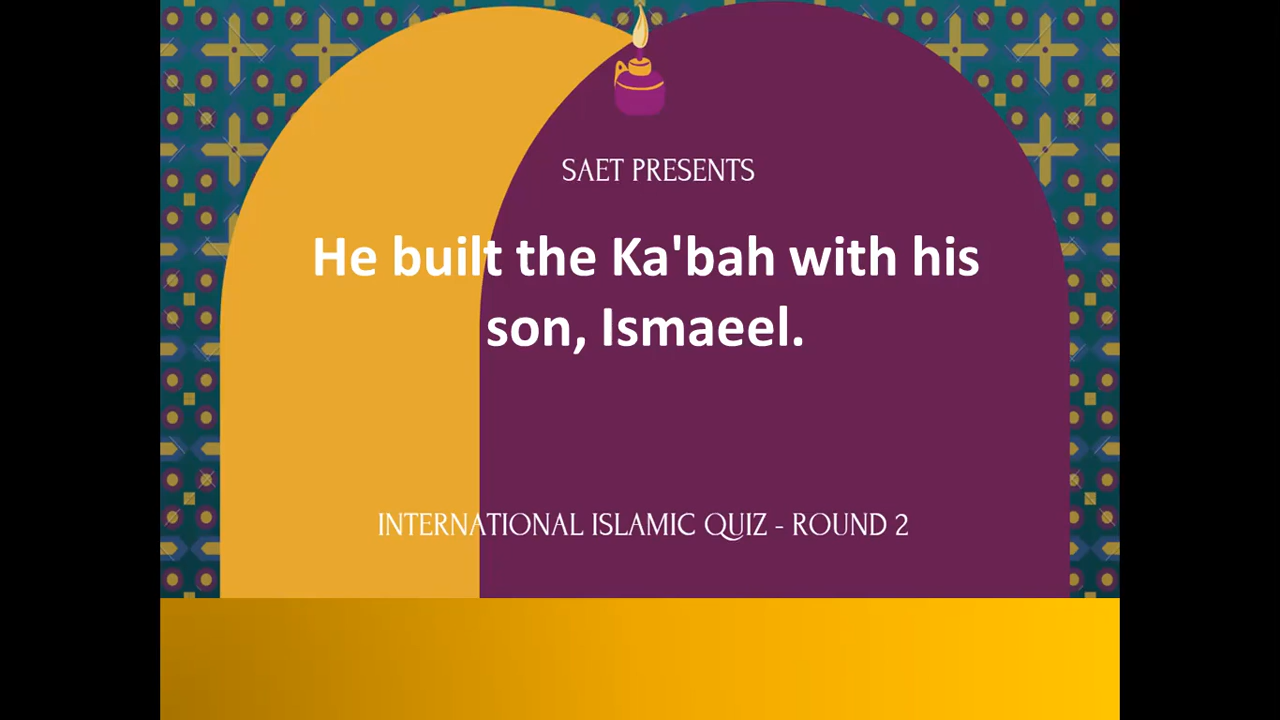 SAET PRESENTS
He built the Ka'bah with his
son, Ismaeel.
INTERNATIONAL ISLAMIC QUIZ - ROUND 2